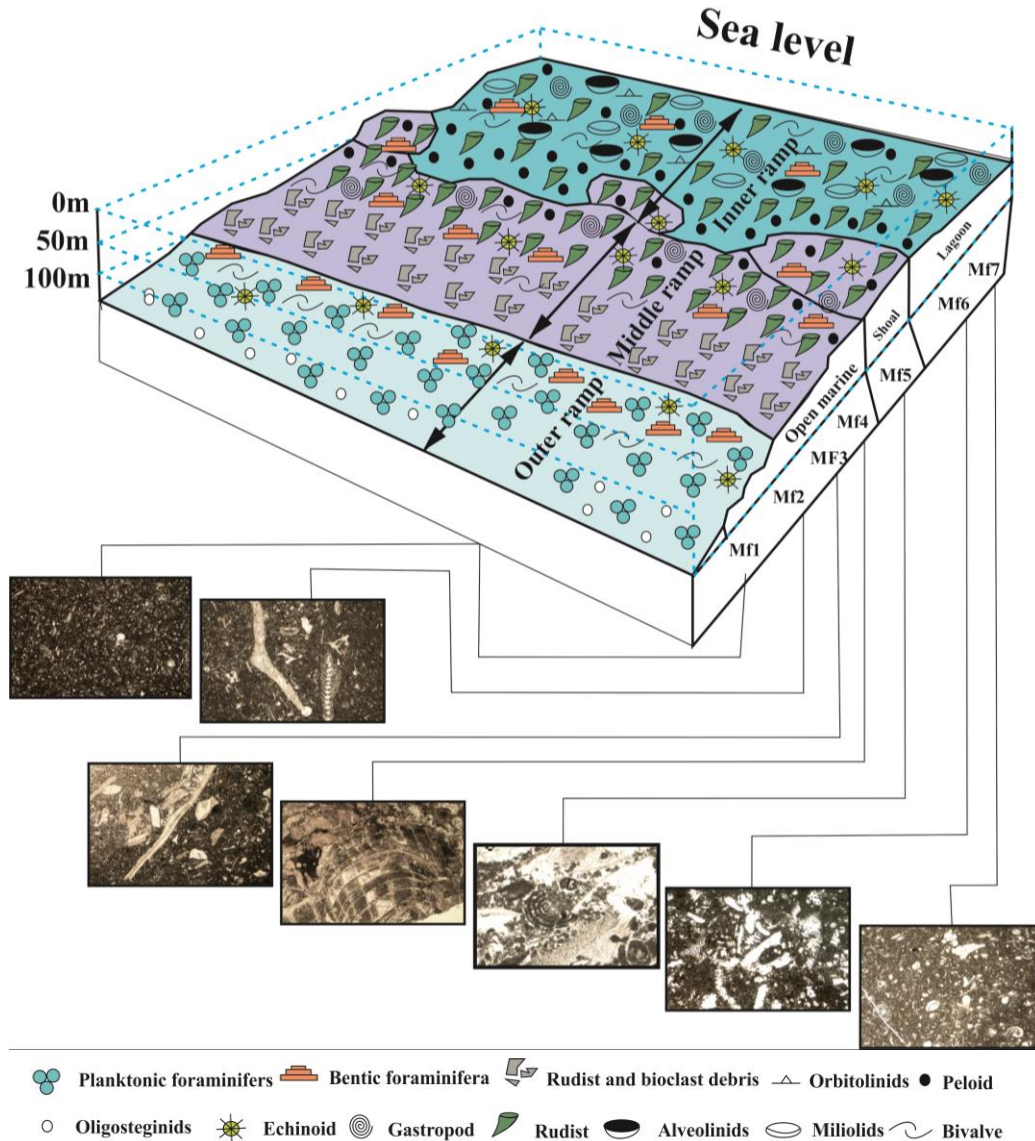 Sea level
0m
50m
100m
Inner ramp
Middle ramp
Outer ramp
Lagoon
Shoal
Open marine
Mf7
Mf6
Mf5
Mf4
MF3
Mf2
Mf1
Planktonic foraminifers Bentic foraminifera Rudist and bioclast debris Orbitolinids Peloid
Oligosteginids Echinoid Gastropod Rudist Alveolinids Miliolids Bivalve